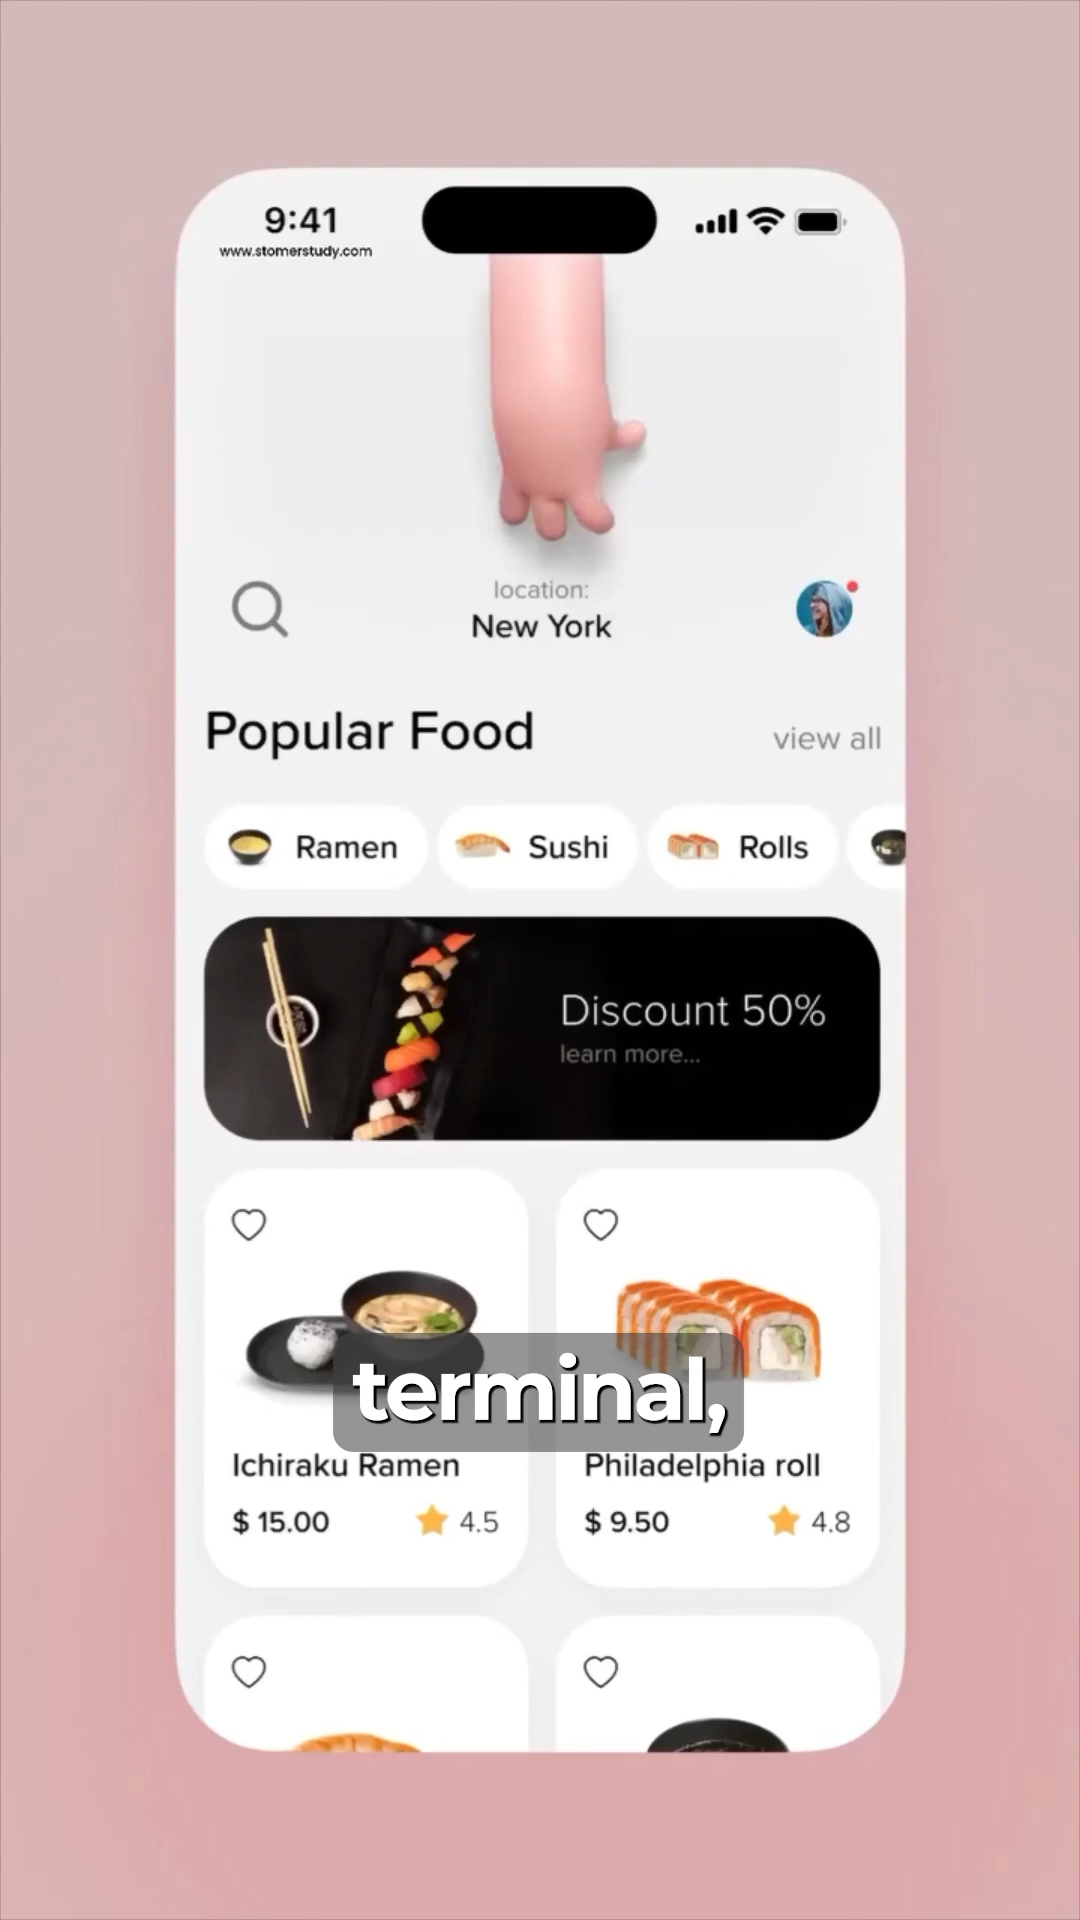 9:41
www.stomerstudy.com
location:
New York
Popular Food
view all
Ramen
Sushi
Rolls
Discount 50%
learn more...
terminal,
Ichiraku Ramen
$ 15.00
4.5
Philadelphia roll
$ 9.50
4.8